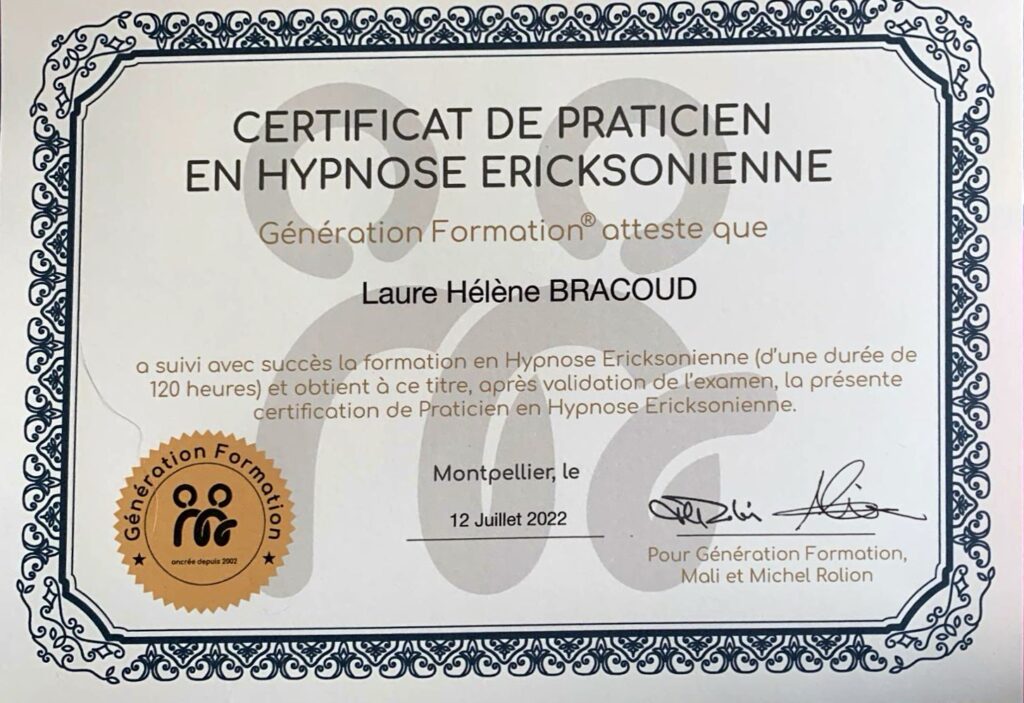 CERTIFICAT DE PRATICIEN
EN HYPNOSE ERICKSONIENNE
Génération Formation® atteste que
Laure Hélène BRACOUD
a suivi avec succès la formation en Hypnose Ericksonienne (d'une durée de
120 heures) et obtient à ce titre, après validation de l'examen, la présente
certification de Praticien en Hypnose Ericksonienne.
Génération Formation
ancrée depuis 2002
Montpellier, le
12 Juillet 2022
Pour Génération Formation,
Mali et Michel Rolion